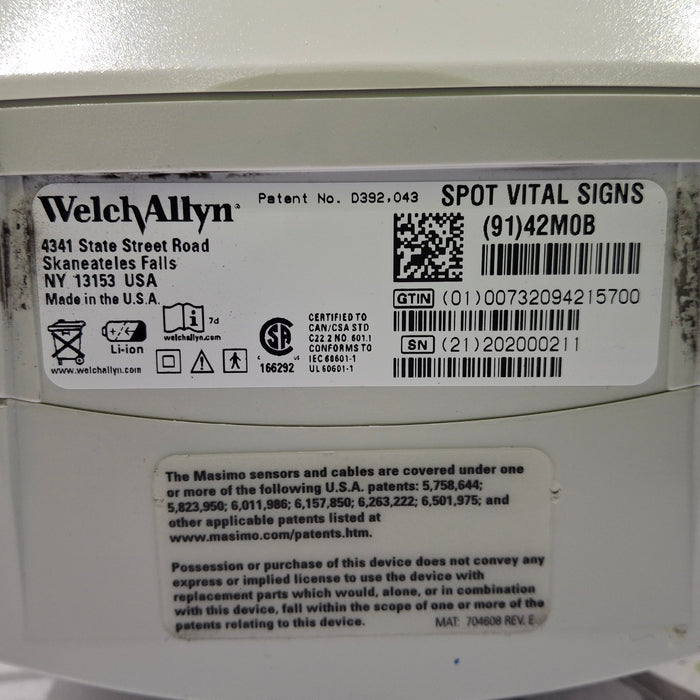 WelchAllyn®
Patent No. D392,043
SPOT VITAL SIGNS
4341 State Street Road
Skaneateles Falls
NY 13153 USA
Made in the U.S.A.
(91)42M0B
GTIN (01)00732094215700
SN (21)202000211
Li-ion
7d
welchallyn.com
www.welchallyn.com
CERTIFIED TO
CAN/CSA STD
C22.2 NO. 601.1
CONFORMS TO
IEC 60601-1
UL 60601-1
C US
166292
The Masimo sensors and cables are covered under one
or more of the following U.S.A. patents: 5,758,644;
5,823,950; 6,011,986; 6,157,850; 6,263,222; 6,501,975; and
other applicable patents listed at
www.masimo.com/patents.htm.
Possession or purchase of this device does not convey any
express or implied license to use the device with
replacement parts which would, alone, or in combination
with this device, fall within the scope of one or more of the
patents relating to this device.
MAT: 704608 REV. E